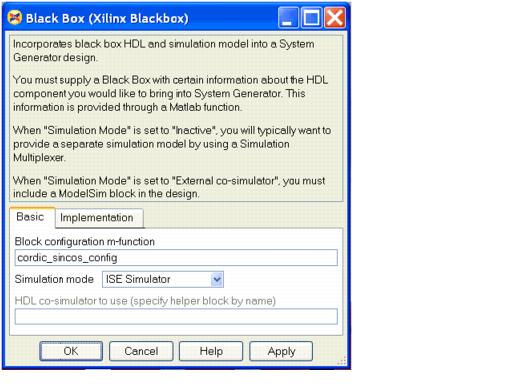 Black Box (Xilinx Blackbox)
Incorporates black box HDL and simulation model into a System
Generator design.
You must supply a Black Box with certain information about the HDL
component you would like to bring into System Generator. This
information is provided through a Matlab function.
When "Simulation Mode" is set to "Inactive", you will typically want to
provide a separate simulation model by using a Simulation
Multiplexer.
When "Simulation Mode" is set to "External co-simulator", you must
include a ModelSim block in the design.
Basic Implementation
Block configuration m-function
cordic_sincos_config
Simulation mode ISE Simulator
HDL co-simulator to use (specify helper block by name)
OK Cancel Help Apply